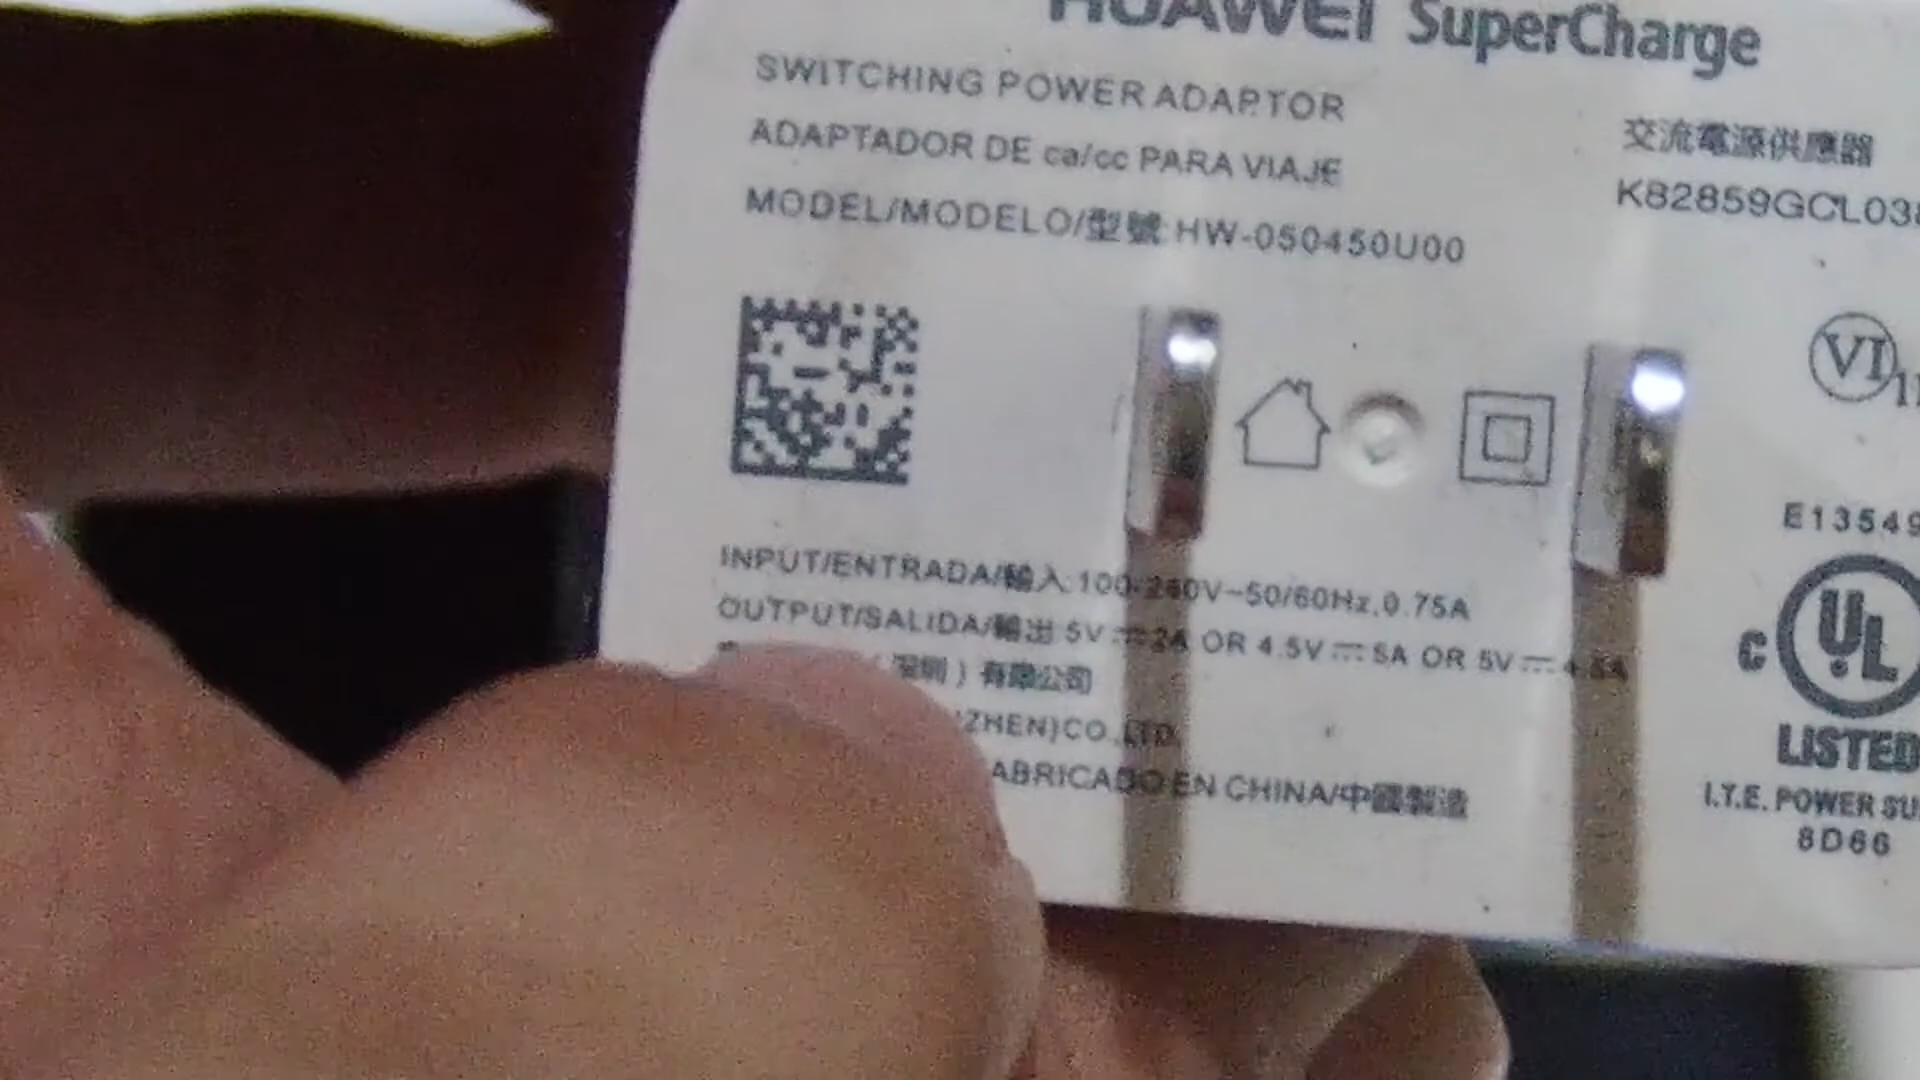 HUAWEI SuperCharge
SWITCHING POWER ADAPTOR
ADAPTADOR DE ca/cc PARA VIAJE
MODEL/MODELO/型號:HW-050450U00
交流電源供應器
K82859GCL03
VI
E13549
INPUT/ENTRADA/輸入:100-240V~50/60Hz,0.75A
OUTPUT/SALIDA/輸出:5V⎓2A OR 4.5V⎓5A OR 5V⎓4.5A
(深圳)有限公司
ZHEN)CO.,LTD.
ABRICADO EN CHINA/中國製造
C UL
LISTED
I.T.E. POWER SU
8D66